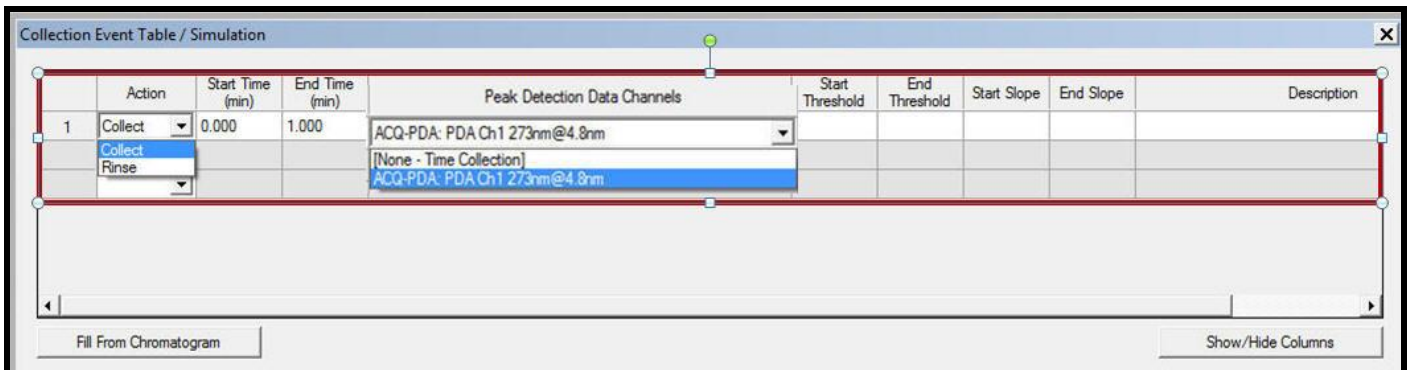 Collection Event Table / Simulation
Action Start Time (min) End Time (min) Peak Detection Data Channels Start Threshold End Threshold Start Slope End Slope Description
1 Collect 0.000 1.000 ACQ-PDA: PDA Ch1 273nm@4.8nm
Collect [None - Time Collection]
Rinse ACQ-PDA: PDA Ch1 273nm@4.8nm
Fill From Chromatogram Show/Hide Columns